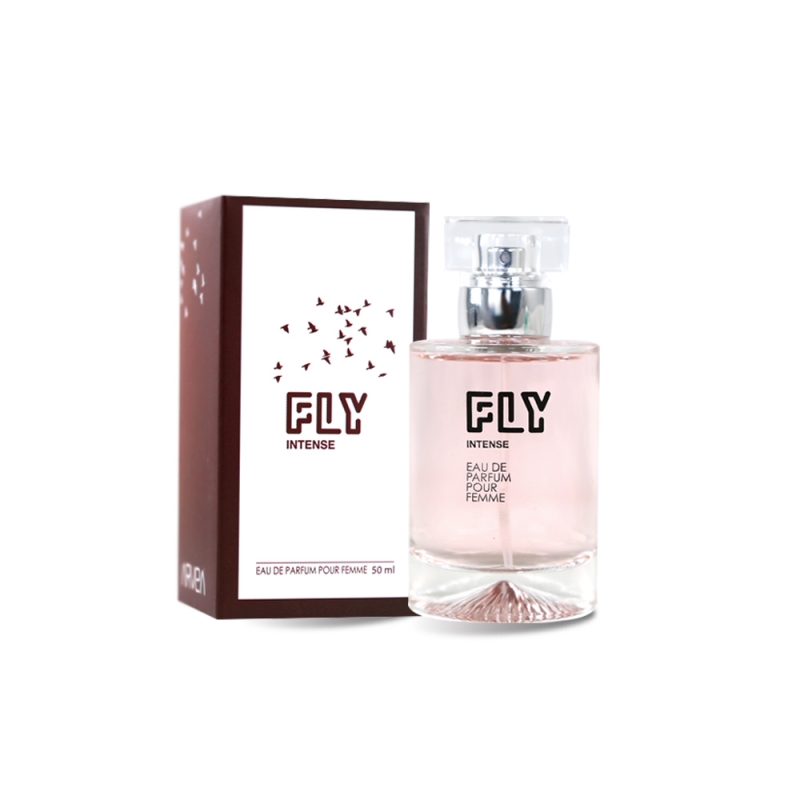 FLY
INTENSE
EAU DE PARFUM POUR FEMME 50 ml
FLY
INTENSE
EAU DE
PARFUM
POUR
FEMME